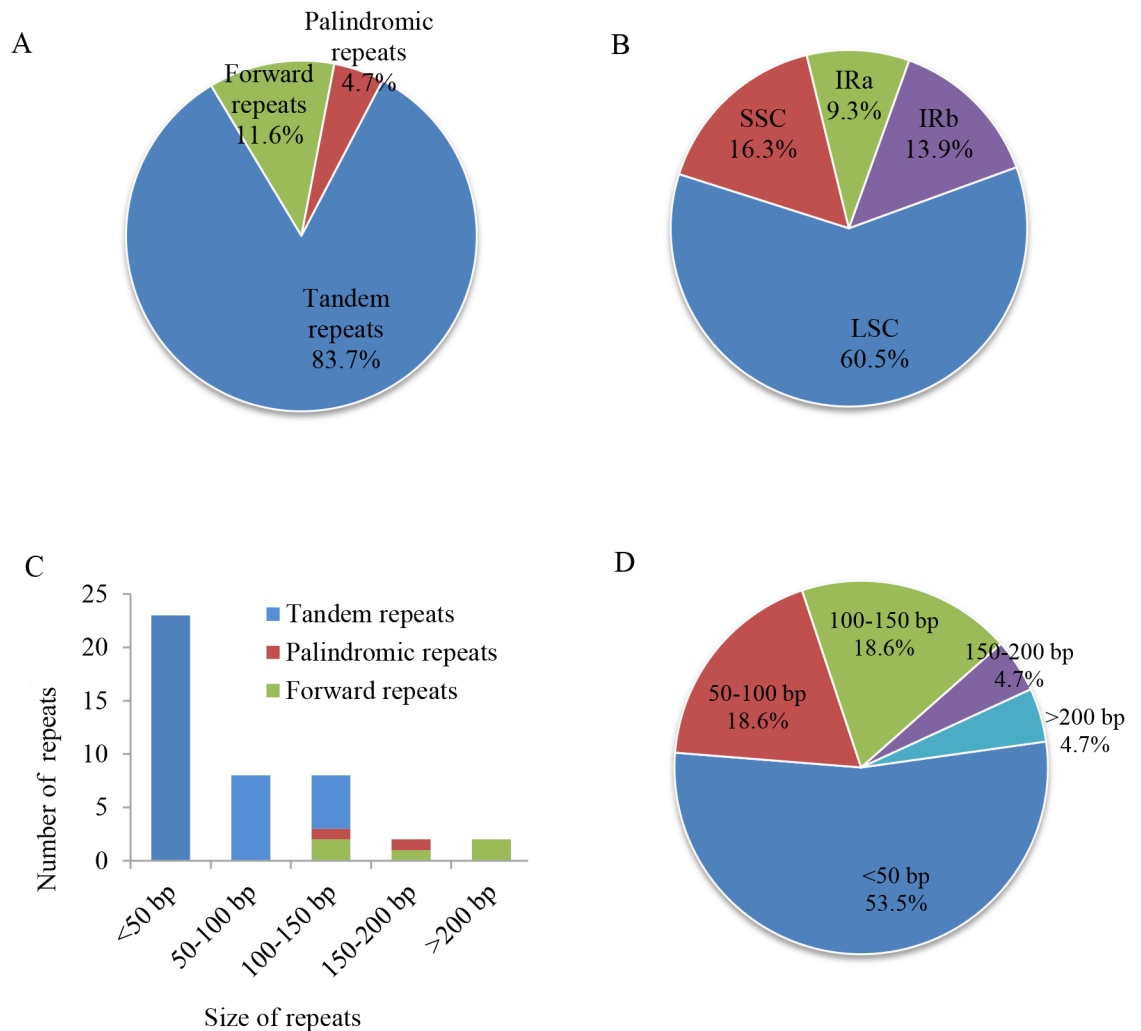 A
Palindromic
repeats
4.7%
Forward
repeats
11.6%
Tandem
repeats
83.7%
B
IRa
9.3%
IRb
13.9%
SSC
16.3%
LSC
60.5%
C
25
20
15
10
5
0
Number of repeats
Tandem repeats
Palindromic repeats
Forward repeats
<50 bp
50-100 bp
100-150 bp
150-200 bp
>200 bp
Size of repeats
D
100-150 bp
18.6%
150-200 bp
4.7%
>200 bp
4.7%
50-100 bp
18.6%
<50 bp
53.5%